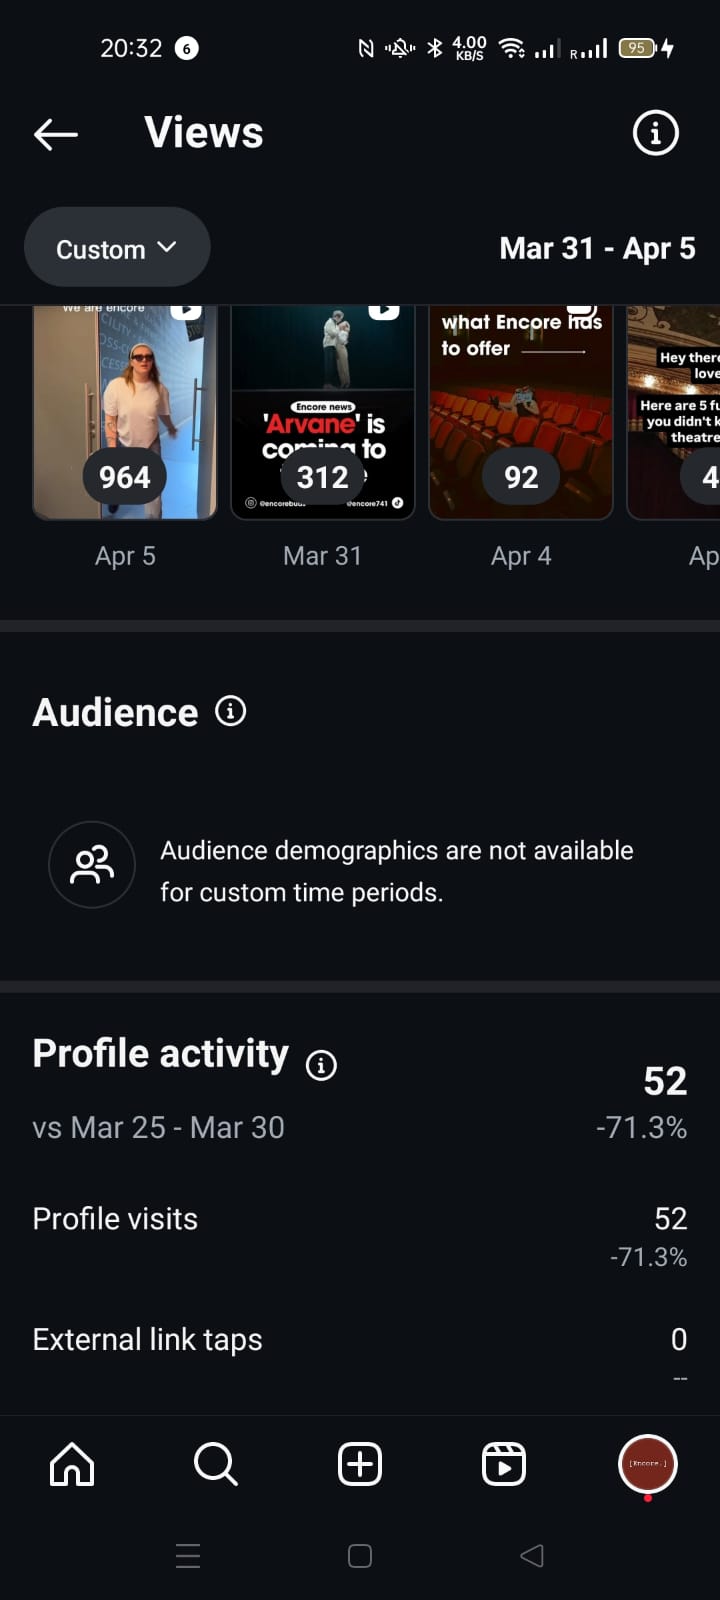 20:32 6 4.00 KB/S R 95
Views
Custom Mar 31 - Apr 5
We are encore
what Encore has
to offer
Encore news
'Arvane' is
coming to
Hey there
love
Here are 5 fu
you didn't k
theatre
964 312 92 4
Apr 5 Mar 31 Apr 4 Ap
Audience
Audience demographics are not available
for custom time periods.
Profile activity
52
vs Mar 25 - Mar 30 -71.3%
Profile visits 52
-71.3%
External link taps 0
--
[Encore.]